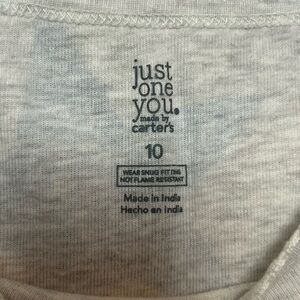 just
one
you.
made by
carter's
10
WEAR SNUG FITTING
NOT FLAME RESISTANT
Made in India
Hecho en India